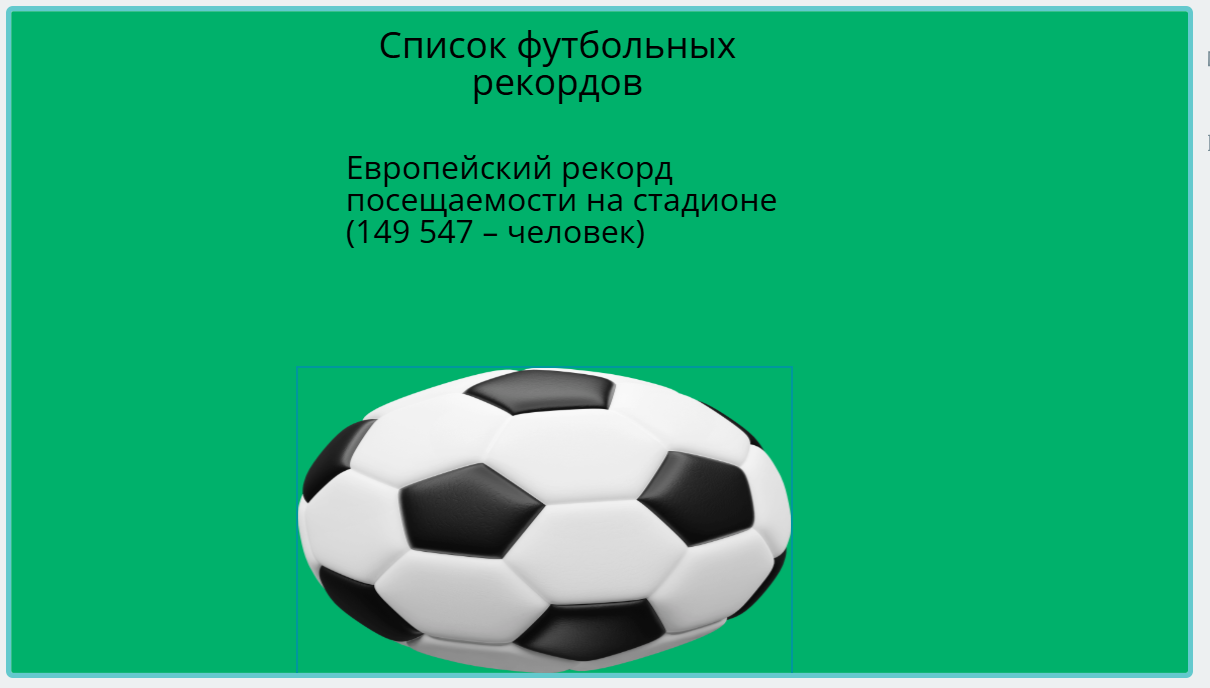 Список футбольных
рекордов
Европейский рекорд
посещаемости на стадионе
(149 547 – человек)